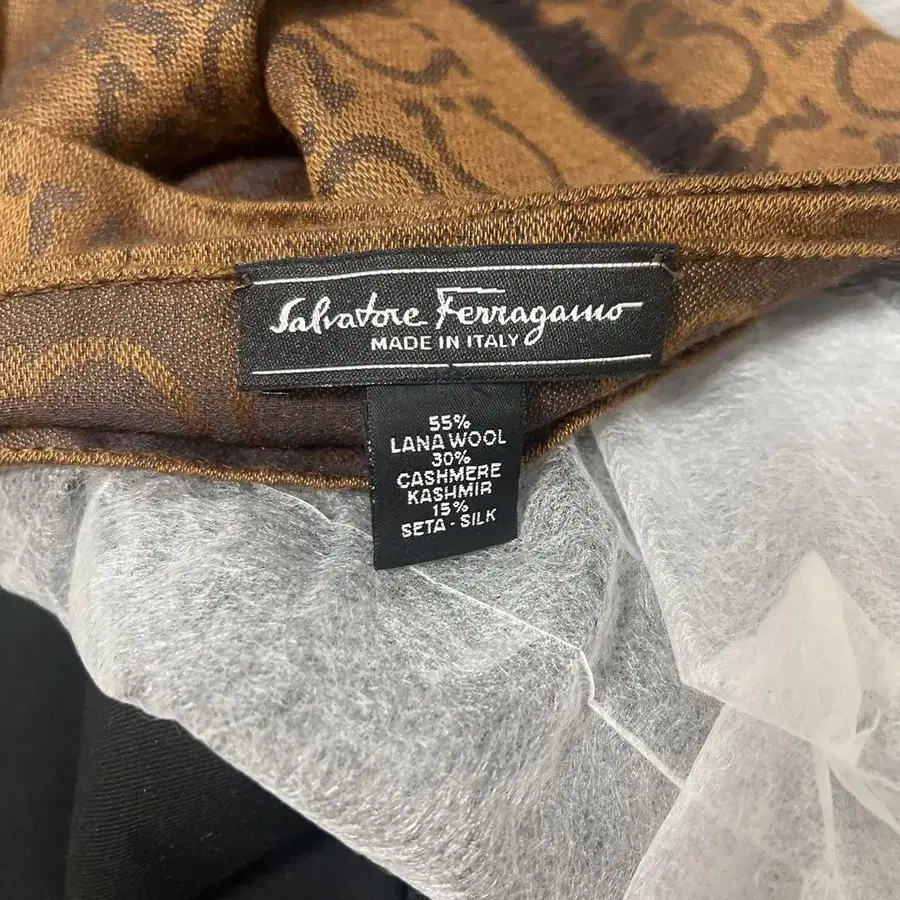 Salvatore Ferragamo
MADE IN ITALY
55%
LANA WOOL
30%
CASHMERE
KASHMIR
15%
SETA - SILK